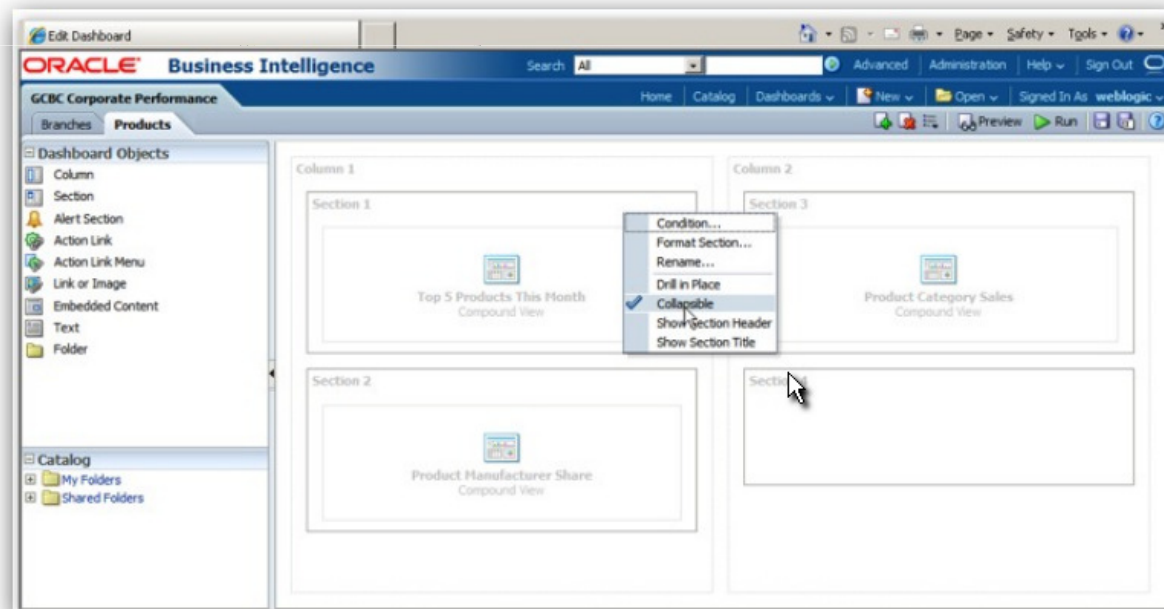 Edit Dashboard
Page Safety Tools
ORACLE Business Intelligence
Search All
Advanced Administration Help Sign Out
GCBC Corporate Performance
Home Catalog Dashboards New Open Signed In As weblogic
Branches Products
Preview Run
Dashboard Objects
Column
Section
Alert Section
Action Link
Action Link Menu
Link or Image
Embedded Content
Text
Folder
Catalog
My Folders
Shared Folders
Column 1
Section 1
Top 5 Products This Month
Compound View
Section 2
Product Manufacturer Share
Compound View
Condition...
Format Section...
Rename...
Drill in Place
Collapsible
Show Section Header
Show Section Title
Column 2
Section 3
Product Category Sales
Compound View